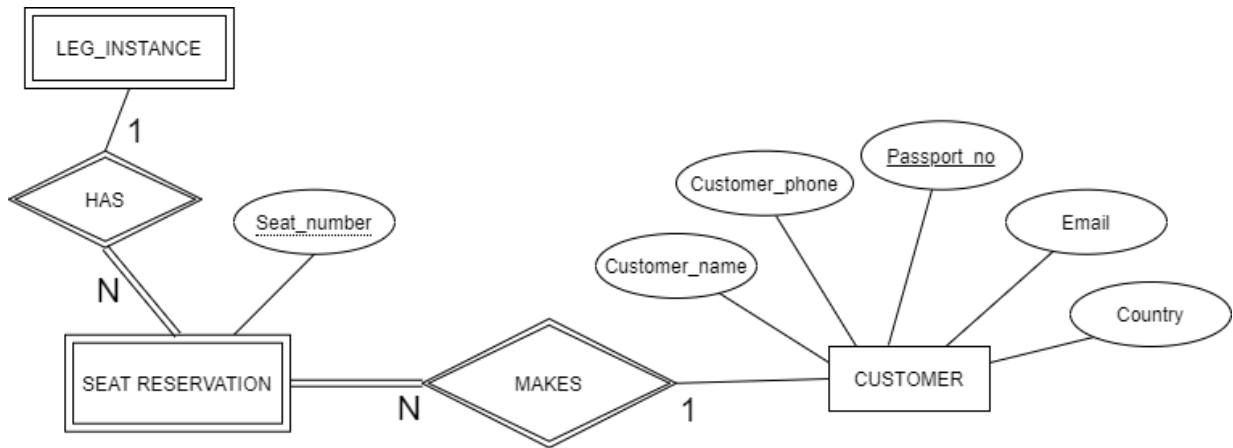 LEG_INSTANCE
1
HAS
N
Seat_number
SEAT RESERVATION
N
MAKES
1
Customer_name
Customer_phone
Passport_no
Email
Country
CUSTOMER